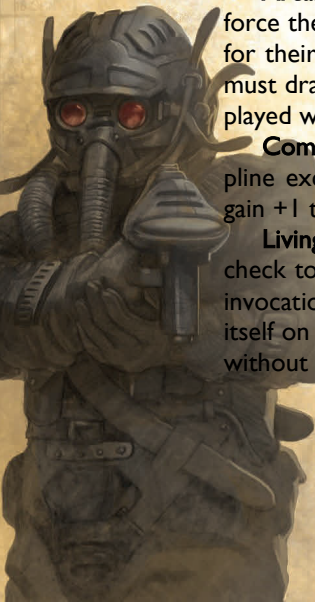 force the
for their
must dra
played w
Com
pline exe
gain +1 t
Living
check to
invocatio
itself on
without